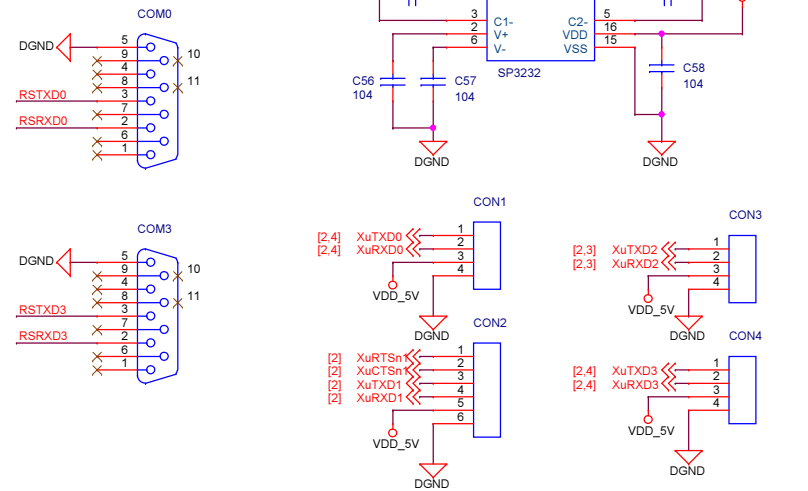 COM0
5
DGND
9
10
4
8
11
RSTXD0
3
7
RSRXD0
2
6
1
3
C1-
C2-
5
2
V+
VDD
16
6
V-
VSS
15
SP3232
C56
104
C57
104
C58
104
DGND
DGND
COM3
5
DGND
9
10
4
8
11
RSTXD3
3
7
RSRXD3
2
6
1
CON1
[2,4] XuTXD0 1
[2,4] XuRXD0 2
3
4
VDD_5V
DGND
CON2
[2] XuRTSn1 1
[2] XuCTSn1 2
[2] XuTXD1 3
[2] XuRXD1 4
5
6
VDD_5V
DGND
CON3
[2,3] XuTXD2 1
[2,3] XuRXD2 2
3
4
VDD_5V
DGND
CON4
[2,4] XuTXD3 1
[2,4] XuRXD3 2
3
4
VDD_5V
DGND